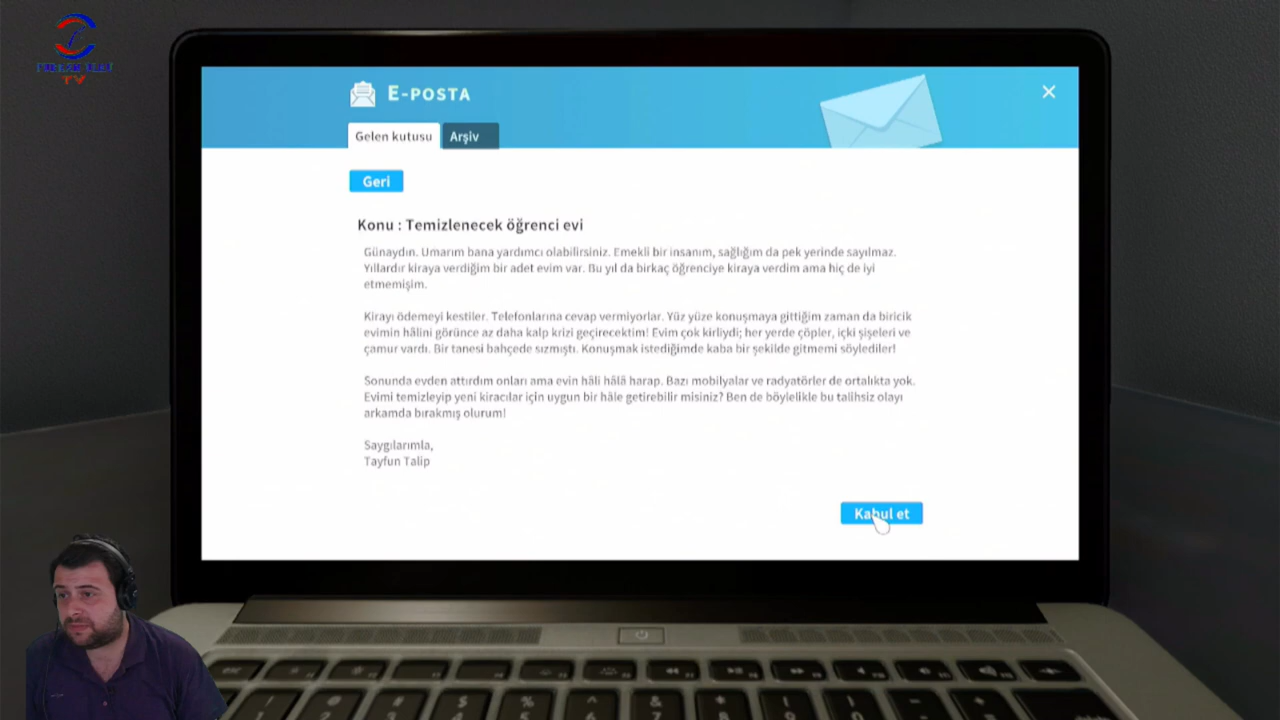 TV
E-POSTA
Gelen kutusu
Arşiv
Geri
Konu : Temizlenecek öğrenci evi
Günaydın. Umarım bana yardımcı olabilirsiniz. Emekli bir insanım, sağlığım da pek yerinde sayılmaz.
Yıllardır kiraya verdiğim bir adet evim var. Bu yıl da birkaç öğrenciye kiraya verdim ama hiç de iyi
etmemişim.
Kirayı ödemeyi kestiler. Telefonlarına cevap vermiyorlar. Yüz yüze konuşmaya gittiğim zaman da biricik
evimin hâlini görünce az daha kalp krizi geçirecektim! Evim çok kirliydi; her yerde çöpler, içki şişeleri ve
çamur vardı. Bir tanesi bahçede sızmıştı. Konuşmak istediğimde kaba bir şekilde gitmemi söylediler!
Sonunda evden attırdım onları ama evin hâli hâlâ harap. Bazı mobilyalar ve radyatörler de ortalıkta yok.
Evimi temizleyip yeni kiracılar için uygun bir hâle getirebilir misiniz? Ben de böylelikle bu talihsiz olayı
arkamda bırakmış olurum!
Saygılarımla,
Tayfun Talip
Kabul et